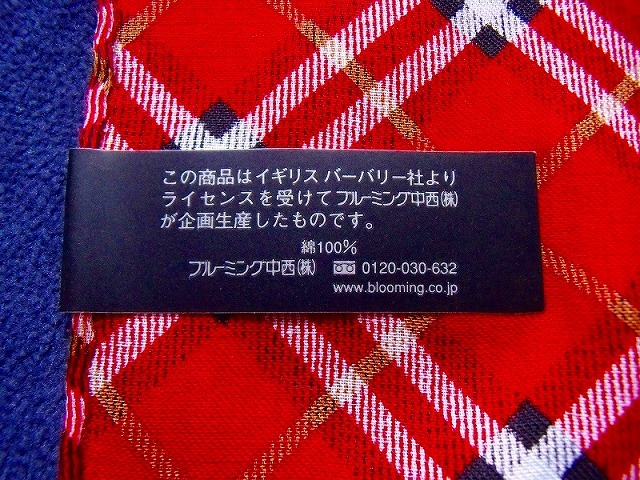 この商品はイギリス バーバリー社より
ライセンスを受けてブルーミング中西㈱
が企画生産したものです。
綿100%
ブルーミング中西㈱ 0120-030-632
www.blooming.co.jp